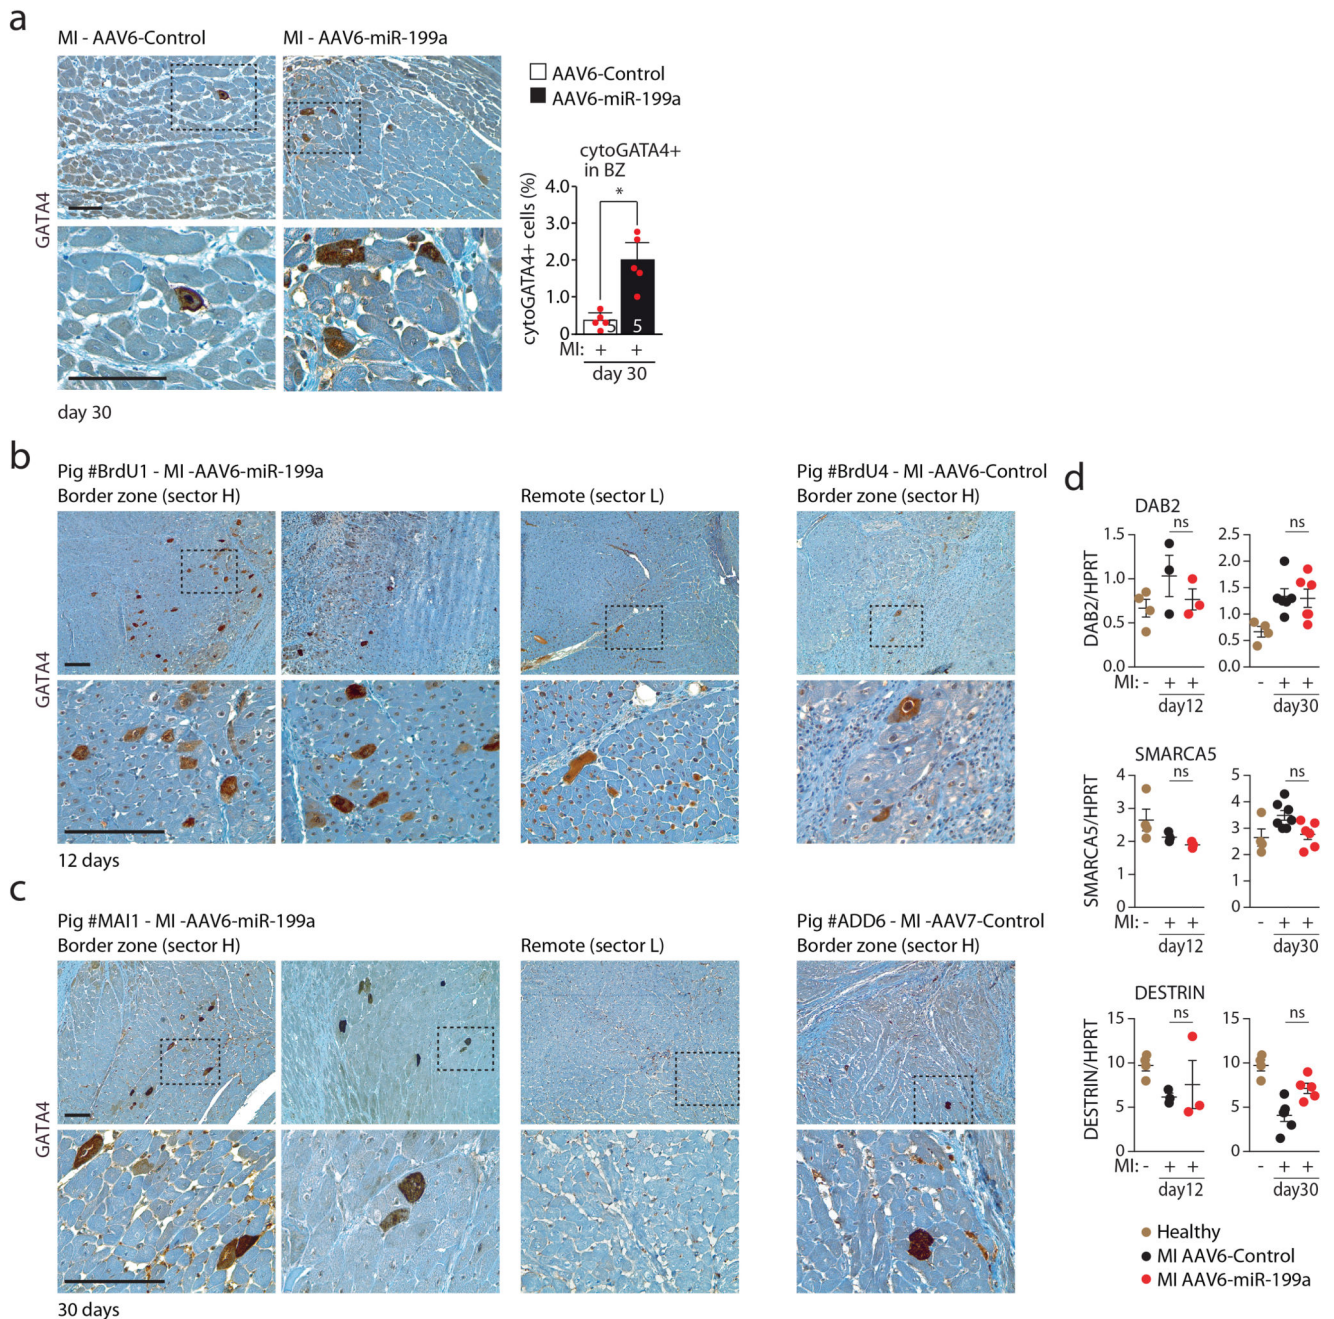 a
MI - AAV6-Control
MI - AAV6-miR-199a
GATA4
day 30
AAV6-Control
AAV6-miR-199a
cytoGATA4+
in BZ
cytoGATA4+ cells (%)
4.0
3.0
2.0
1.0
0
*
5
5
MI: + +
day 30
b
Pig #BrdU1 - MI -AAV6-miR-199a
Border zone (sector H)
Remote (sector L)
Pig #BrdU4 - MI -AAV6-Control
Border zone (sector H)
GATA4
12 days
c
Pig #MAI1 - MI -AAV6-miR-199a
Border zone (sector H)
Remote (sector L)
Pig #ADD6 - MI -AAV7-Control
Border zone (sector H)
GATA4
30 days
d
DAB2
DAB2/HPRT
1.5
1.0
0.5
0.0
ns
MI: - + +
day12
2.5
2.0
1.5
1.0
0.5
0.0
ns
- + +
day30
SMARCA5
SMARCA5/HPRT
4
3
2
1
0
ns
MI: - + +
day12
5
4
3
2
1
0
ns
- + +
day30
DESTRIN
DESTRIN/HPRT
15
10
5
0
ns
MI: - + +
day12
15
10
5
0
ns
- + +
day30
Healthy
MI AAV6-Control
MI AAV6-miR-199a